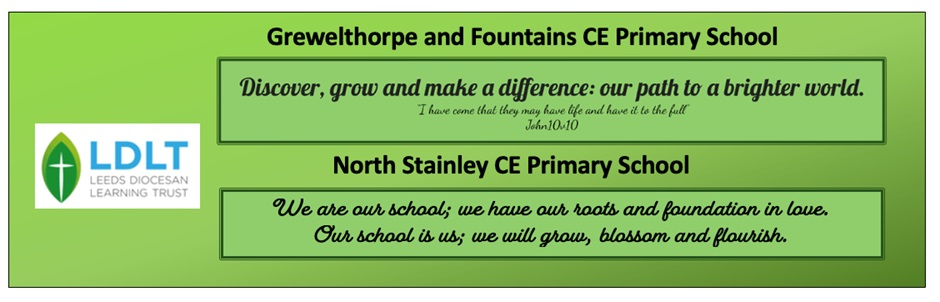 Grewelthorpe and Fountains CE Primary School
Discover, grow and make a difference: our path to a brighter world.
"I have come that they may have life and have it to the full"
John10v10
LDLT
LEEDS DIOCESAN
LEARNING TRUST
North Stainley CE Primary School
We are our school; we have our roots and foundation in love.
Our school is us; we will grow, blossom and flourish.